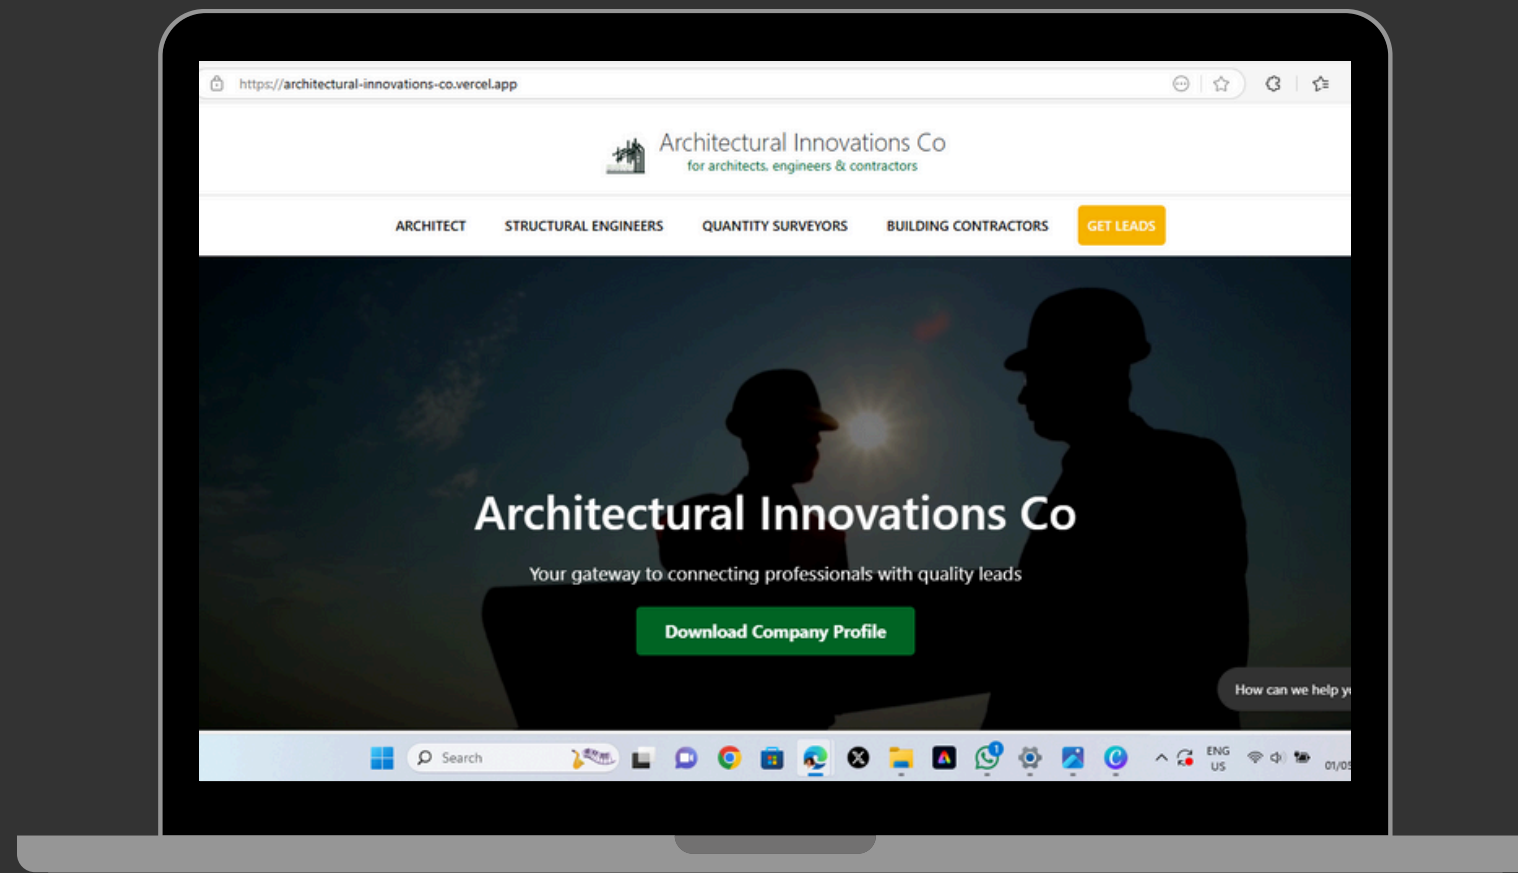 https://architectural-innovations-co.vercel.app
Architectural Innovations Co
for architects, engineers & contractors
ARCHITECT STRUCTURAL ENGINEERS QUANTITY SURVEYORS BUILDING CONTRACTORS GET LEADS
Architectural Innovations Co
Your gateway to connecting professionals with quality leads
Download Company Profile
How can we help
Search
1
ENG
US